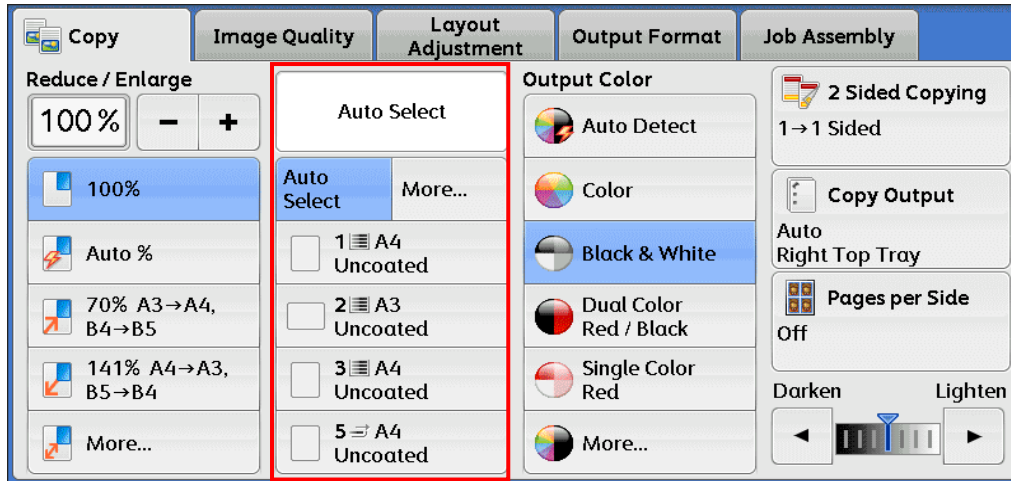 Copy
Image Quality
Layout
Adjustment
Output Format
Job Assembly
Reduce / Enlarge
100%
−
+
100%
Auto %
70% A3→A4,
B4→B5
141% A4→A3,
B5→B4
More...
Auto Select
Auto
Select
More...
1 A4
Uncoated
2 A3
Uncoated
3 A4
Uncoated
5 A4
Uncoated
Output Color
Auto Detect
Color
Black & White
Dual Color
Red / Black
Single Color
Red
More...
2 Sided Copying
1→1 Sided
Copy Output
Auto
Right Top Tray
Pages per Side
Off
Darken Lighten